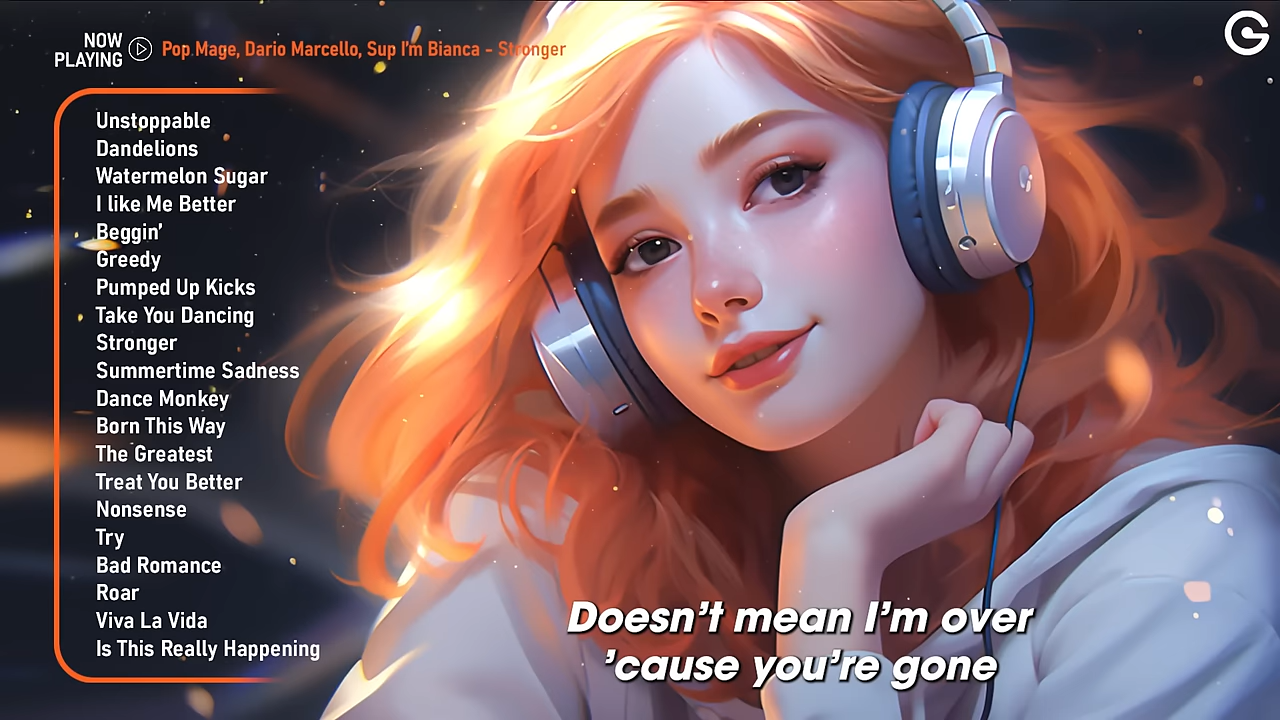 NOW
PLAYING
Pop Mage, Dario Marcello, Sup I'm Bianca - Stronger
G
Unstoppable
Dandelions
Watermelon Sugar
I like Me Better
Beggin'
Greedy
Pumped Up Kicks
Take You Dancing
Stronger
Summertime Sadness
Dance Monkey
Born This Way
The Greatest
Treat You Better
Nonsense
Try
Bad Romance
Roar
Viva La Vida
Is This Really Happening
Doesn't mean I'm over
'cause you're gone